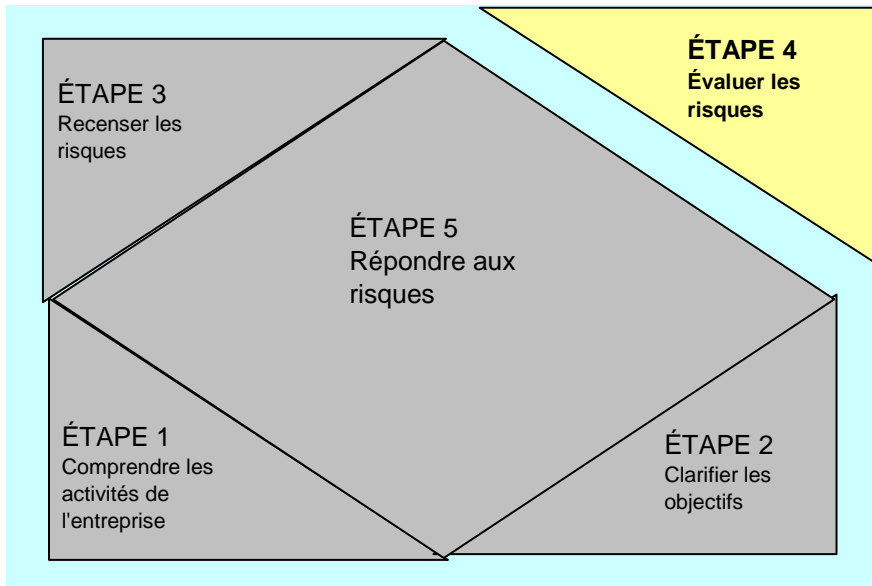 ÉTAPE 3
Recenser les
risques
ÉTAPE 4
Évaluer les
risques
ÉTAPE 5
Répondre aux
risques
ÉTAPE 1
Comprendre les
activités de
l'entreprise
ÉTAPE 2
Clarifier les
objectifs